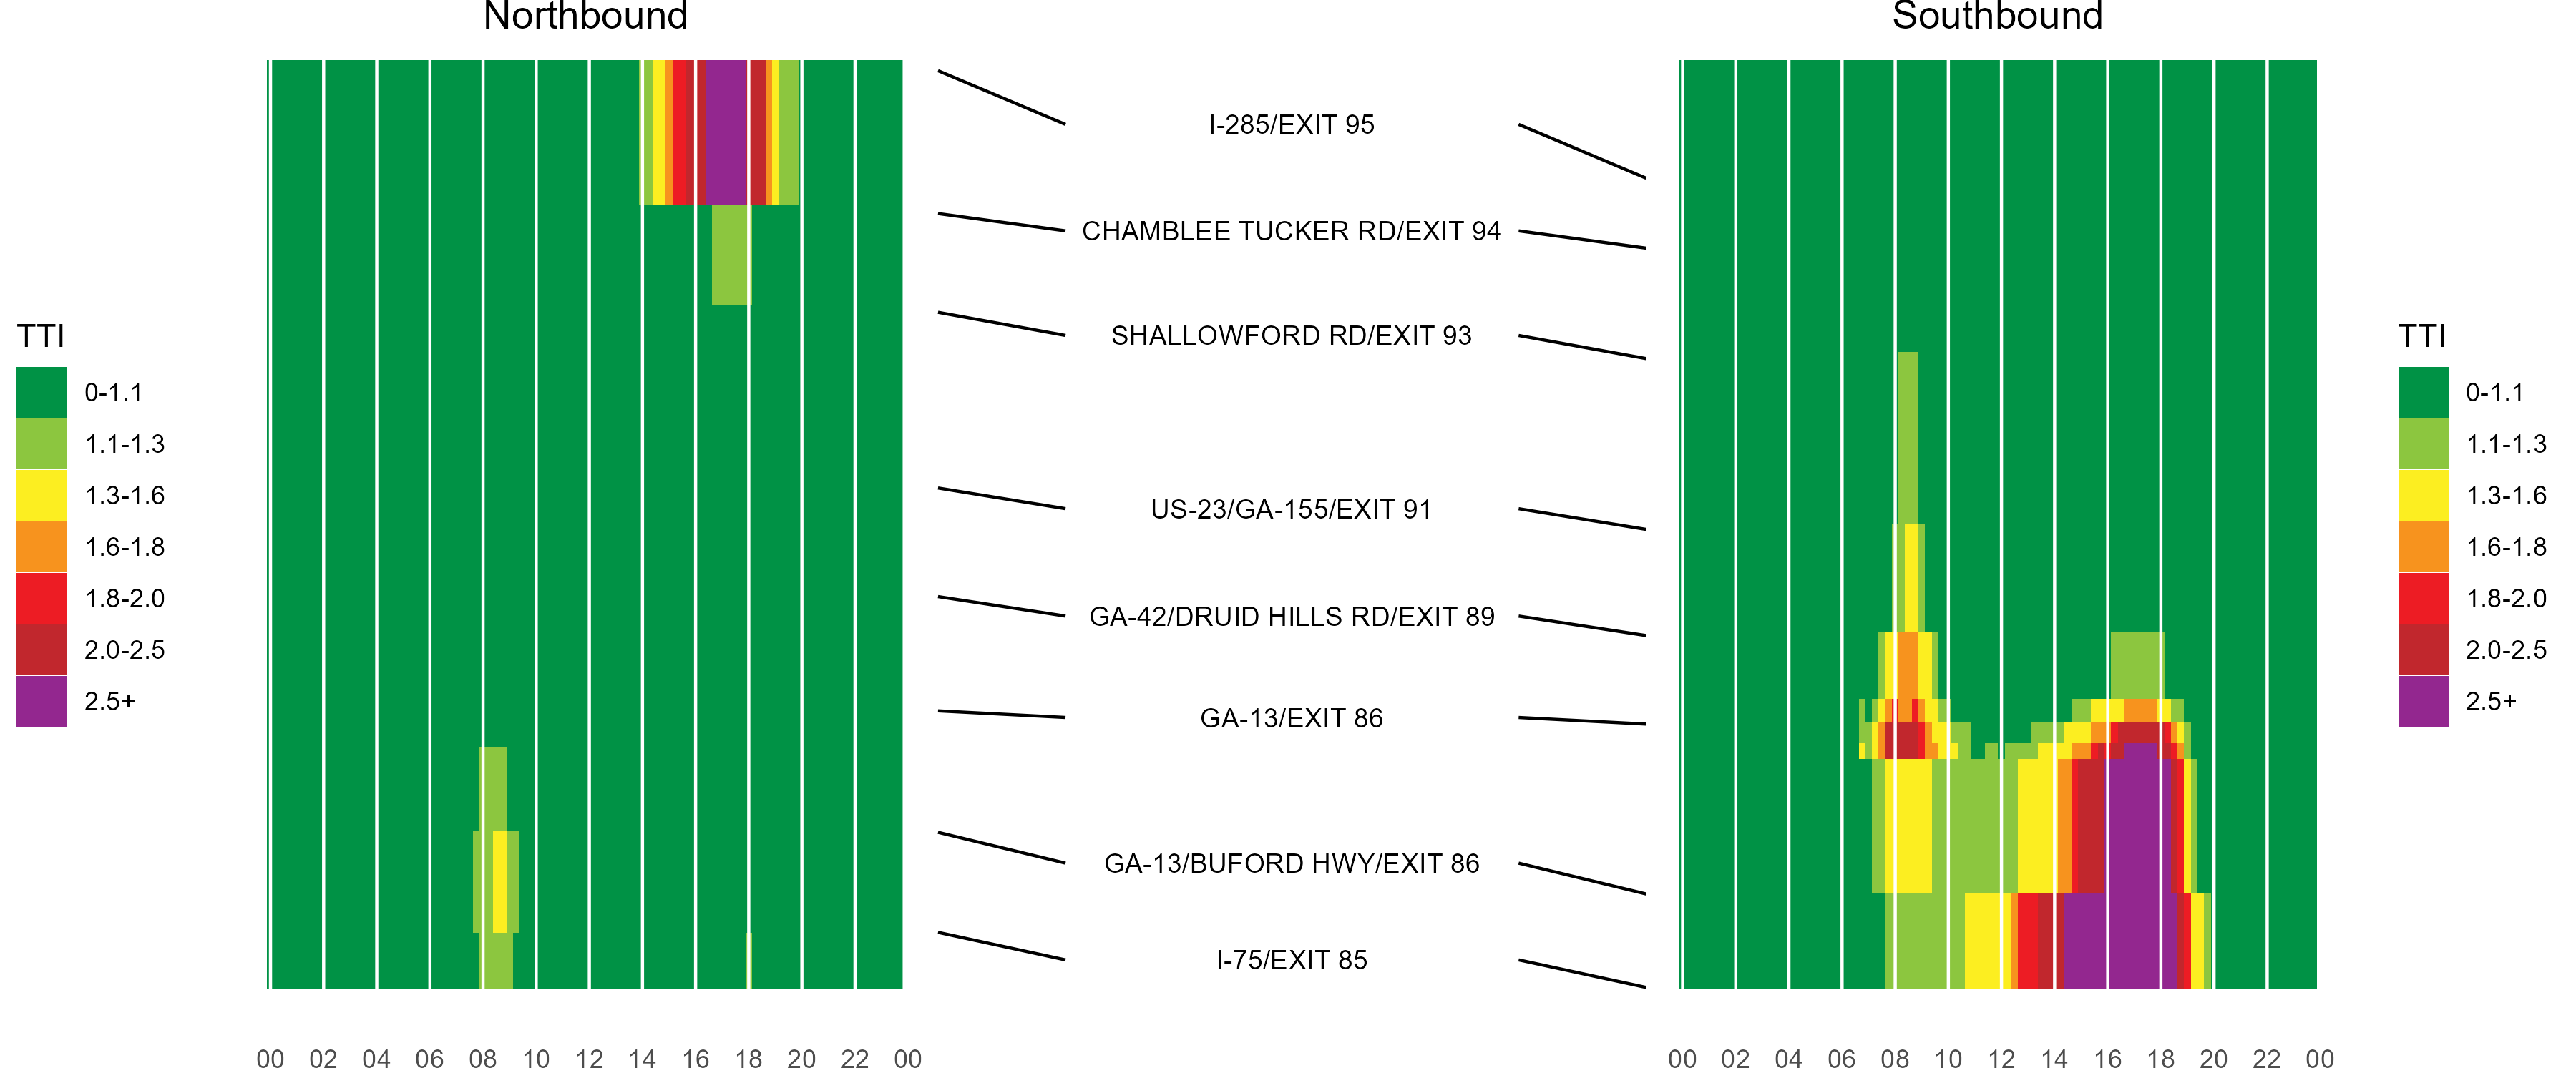 Northbound
Southbound
I-285/EXIT 95
CHAMBLEE TUCKER RD/EXIT 94
SHALLOWFORD RD/EXIT 93
US-23/GA-155/EXIT 91
GA-42/DRUID HILLS RD/EXIT 89
GA-13/EXIT 86
GA-13/BUFORD HWY/EXIT 86
I-75/EXIT 85
TTI
0-1.1
1.1-1.3
1.3-1.6
1.6-1.8
1.8-2.0
2.0-2.5
2.5+
TTI
0-1.1
1.1-1.3
1.3-1.6
1.6-1.8
1.8-2.0
2.0-2.5
2.5+
00 02 04 06 08 10 12 14 16 18 20 22 00
00 02 04 06 08 10 12 14 16 18 20 22 00